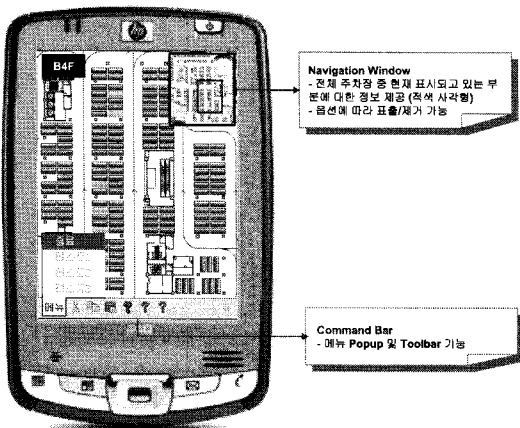 hp
B4F
Navigation Window
- 전체 주차장 중 현재 표시되고 있는 부
분에 대한 정보 제공 (적색 사각형)
- 옵션에 따라 표출/제거 가능
메뉴
? ? ?
Command Bar
- 메뉴 Popup 및 Toolbar 기능